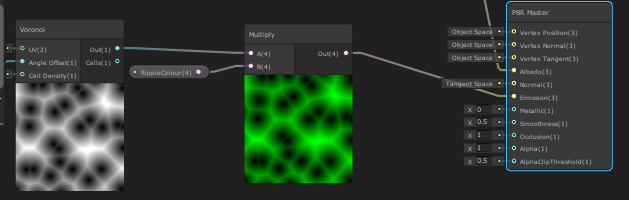 Voronoi
UV(2)
Out(1)
Angle Offset(1)
Cells(1)
Cell Density(1)
RippleColour(4)
Multiply
A(4)
Out(4)
B(4)
PBR Master
Object Space
Vertex Position(3)
Object Space
Vertex Normal(3)
Object Space
Vertex Tangent(3)
Albedo(3)
Tangent Space
Normal(3)
Emission(3)
X 0
Metallic(1)
X 0.5
Smoothness(1)
X 1
Occlusion(1)
X 1
Alpha(1)
X 0.5
AlphaClipThreshold(1)